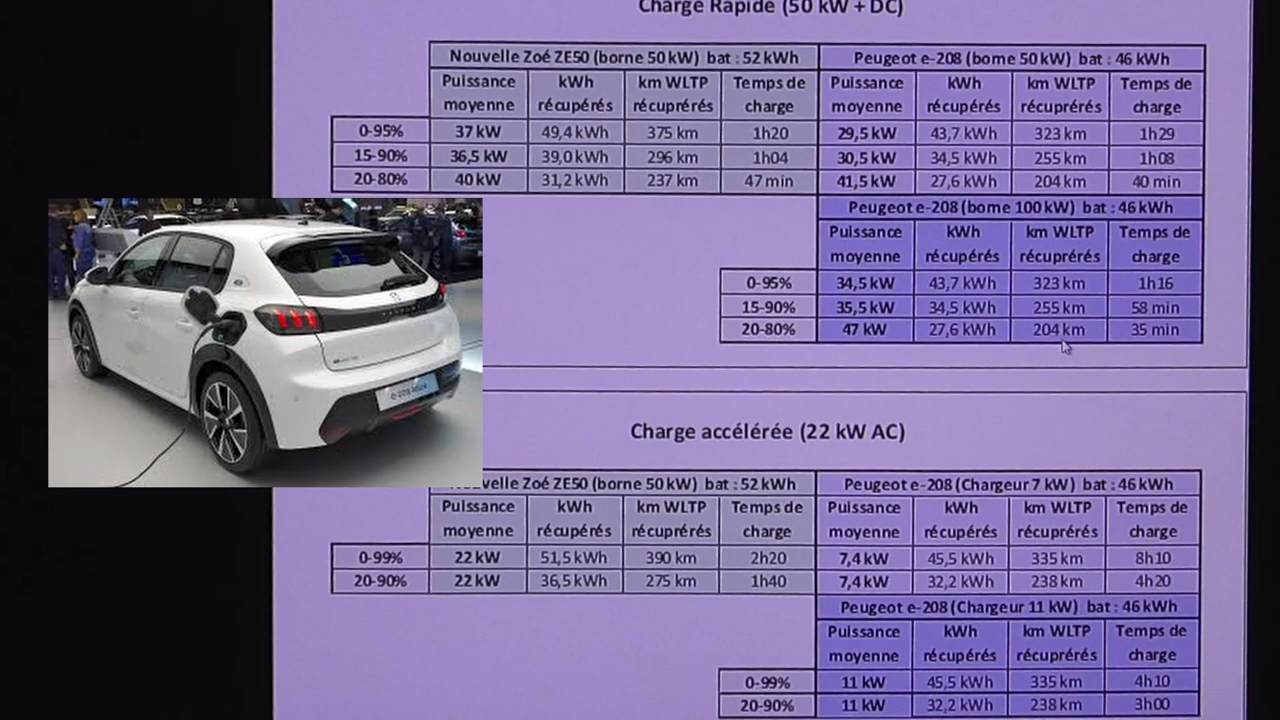 Charge Rapide (50 kW + DC)
Nouvelle Zoé ZE50 (borne 50 kW) bat : 52 kWh Peugeot e-208 (borne 50 kW) bat : 46 kWh
Puissance kWh km WLTP Temps de Puissance kWh km WLTP Temps de
moyenne récupérés récuprérés charge moyenne récupérés récuprérés charge
0-95% 37 kW 49,4 kWh 375 km 1h20 29,5 kW 43,7 kWh 323 km 1h29
15-90% 36,5 kW 39,0 kWh 296 km 1h04 30,5 kW 34,5 kWh 255 km 1h08
20-80% 40 kW 31,2 kWh 237 km 47 min 41,5 kW 27,6 kWh 204 km 40 min
Peugeot e-208 (borne 100 kW) bat : 46 kWh
Puissance kWh km WLTP Temps de
moyenne récupérés récuprérés charge
0-95% 34,5 kW 43,7 kWh 323 km 1h16
15-90% 35,5 kW 34,5 kWh 255 km 58 min
20-80% 47 kW 27,6 kWh 204 km 35 min
Charge accélérée (22 kW AC)
Nouvelle Zoé ZE50 (borne 50 kW) bat : 52 kWh Peugeot e-208 (Chargeur 7 kW) bat : 46 kWh
Puissance kWh km WLTP Temps de Puissance kWh km WLTP Temps de
moyenne récupérés récuprérés charge moyenne récupérés récuprérés charge
0-99% 22 kW 51,5 kWh 390 km 2h20 7,4 kW 45,5 kWh 335 km 8h10
20-90% 22 kW 36,5 kWh 275 km 1h40 7,4 kW 32,2 kWh 238 km 4h20
Peugeot e-208 (Chargeur 11 kW) bat : 46 kWh
Puissance kWh km WLTP Temps de
moyenne récupérés récuprérés charge
0-99% 11 kW 45,5 kWh 335 km 4h10
20-90% 11 kW 32,2 kWh 238 km 3h00